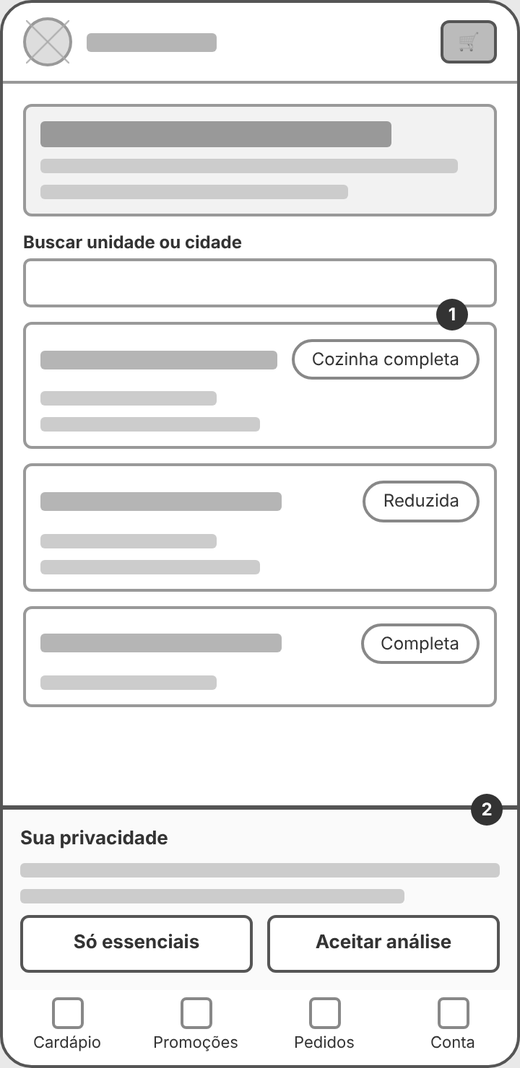 Buscar unidade ou cidade
1
Cozinha completa
Reduzida
Completa
2
Sua privacidade
Só essenciais
Aceitar análise
Cardápio
Promoções
Pedidos
Conta